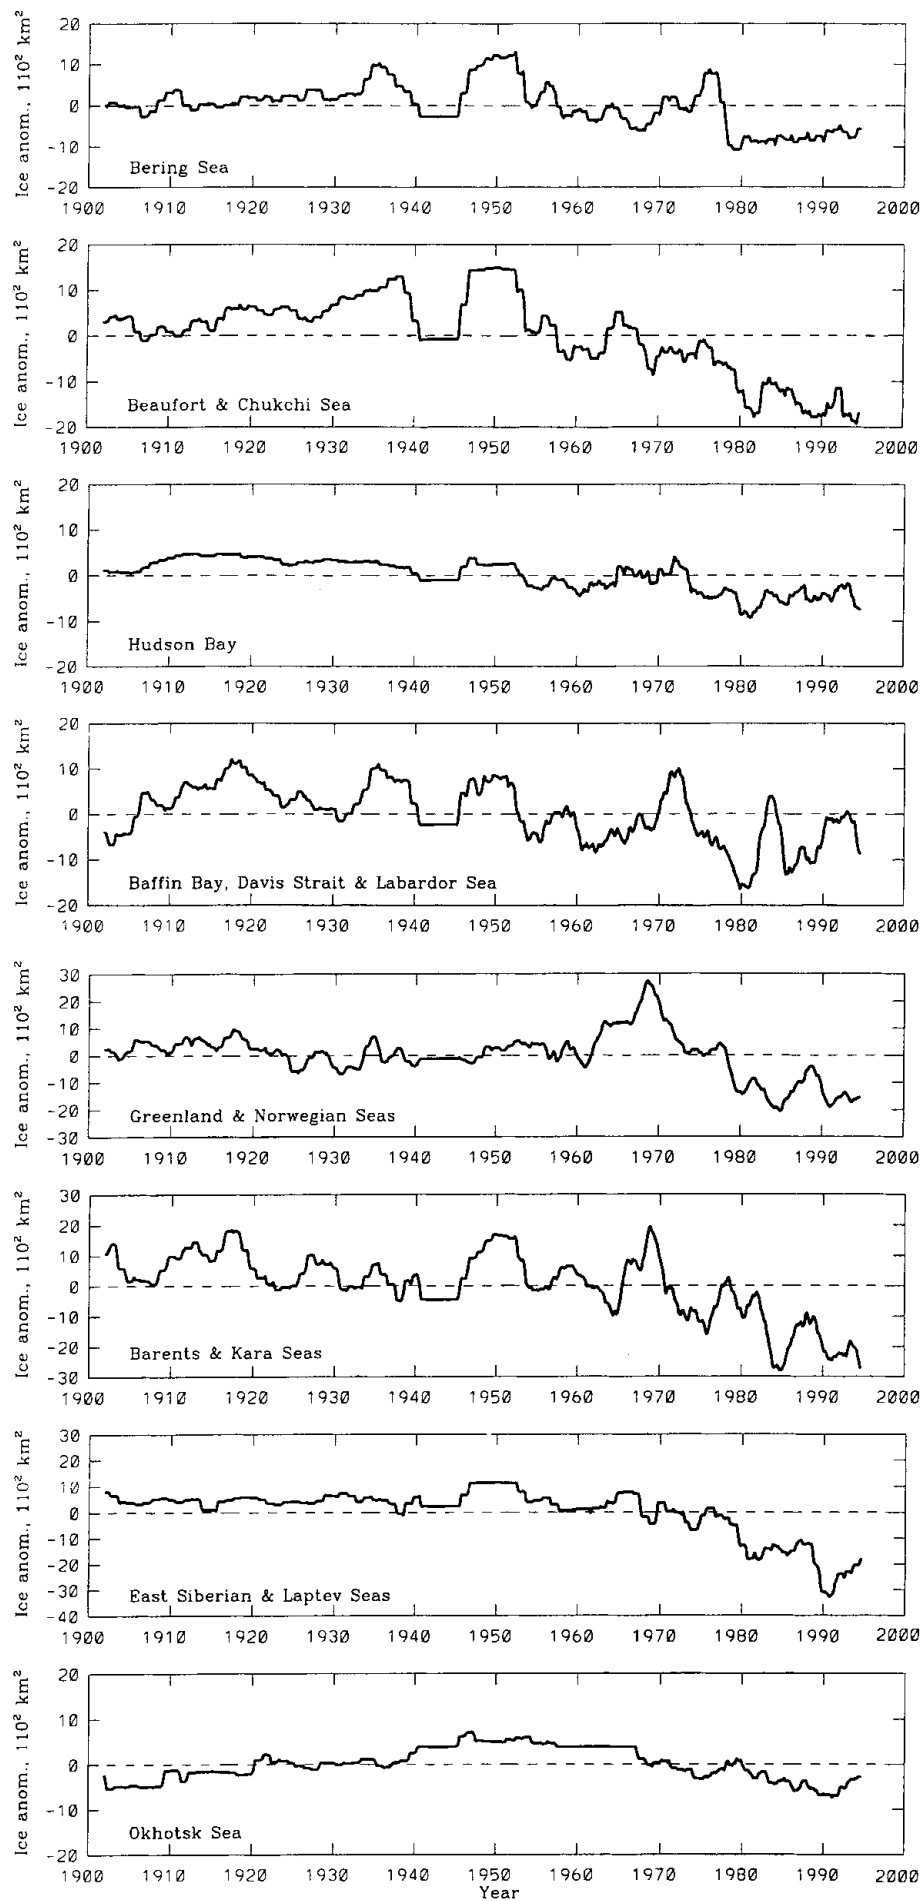 Ice anom., 110² km²
20
10
0
-10
-20
Bering Sea
1900 1910 1920 1930 1940 1950 1960 1970 1980 1990 2000
Ice anom., 110² km²
20
10
0
-10
-20
Beaufort & Chukchi Sea
1900 1910 1920 1930 1940 1950 1960 1970 1980 1990 2000
Ice anom., 110² km²
20
10
0
-10
-20
Hudson Bay
1900 1910 1920 1930 1940 1950 1960 1970 1980 1990 2000
Ice anom., 110² km²
20
10
0
-10
-20
Baffin Bay, Davis Strait & Labardor Sea
1900 1910 1920 1930 1940 1950 1960 1970 1980 1990 2000
Ice anom., 110² km²
30
20
10
0
-10
-20
-30
Greenland & Norwegian Seas
1900 1910 1920 1930 1940 1950 1960 1970 1980 1990 2000
Ice anom., 110² km²
30
20
10
0
-10
-20
-30
Barents & Kara Seas
1900 1910 1920 1930 1940 1950 1960 1970 1980 1990 2000
Ice anom., 110² km²
30
20
10
0
-10
-20
-30
-40
East Siberian & Laptev Seas
1900 1910 1920 1930 1940 1950 1960 1970 1980 1990 2000
Ice anom., 110² km²
20
10
0
-10
-20
Okhotsk Sea
1900 1910 1920 1930 1940 1950 1960 1970 1980 1990 2000
Year